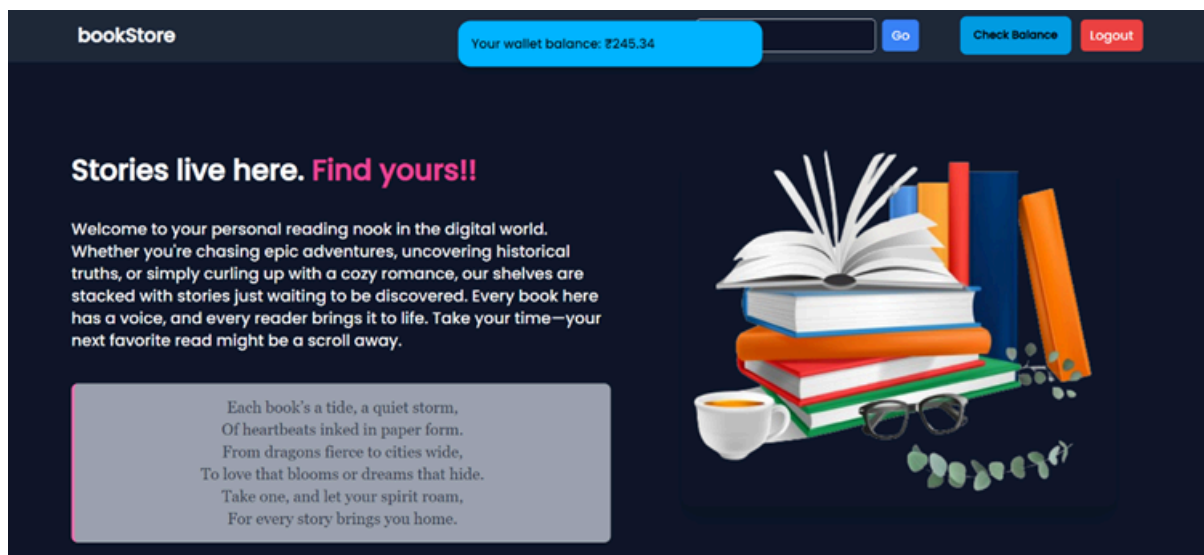 bookStore
Your wallet balance: ₹245.34
Go
Check Balance
Logout
Stories live here. Find yours!!
Welcome to your personal reading nook in the digital world.
Whether you're chasing epic adventures, uncovering historical
truths, or simply curling up with a cozy romance, our shelves are
stacked with stories just waiting to be discovered. Every book here
has a voice, and every reader brings it to life. Take your time—your
next favorite read might be a scroll away.
Each book's a tide, a quiet storm,
Of heartbeats inked in paper form.
From dragons fierce to cities wide,
To love that blooms or dreams that hide.
Take one, and let your spirit roam,
For every story brings you home.